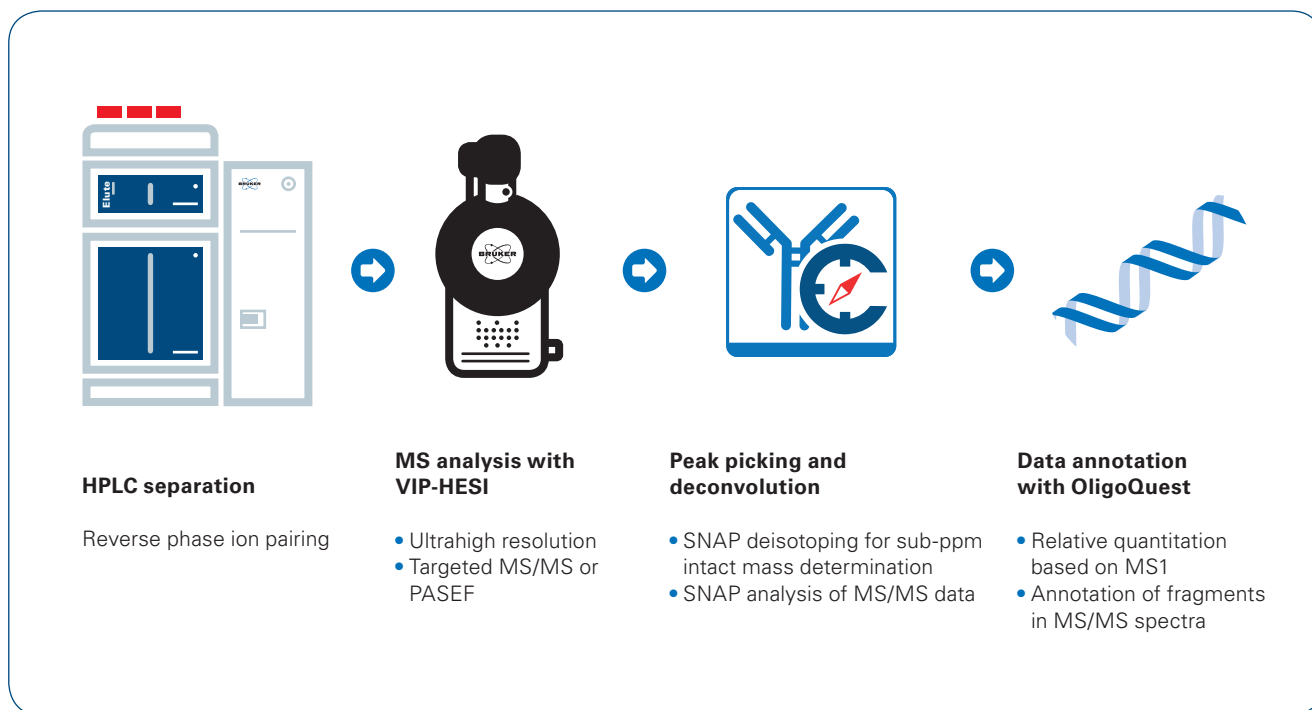 Elute
BRUKER
BRUKER
HPLC separation
Reverse phase ion pairing
MS analysis with
VIP-HESI
• Ultrahigh resolution
• Targeted MS/MS or
PASEF
Peak picking and
deconvolution
• SNAP deisotoping for sub-ppm
intact mass determination
• SNAP analysis of MS/MS data
Data annotation
with OligoQuest
• Relative quantitation
based on MS1
• Annotation of fragments
in MS/MS spectra